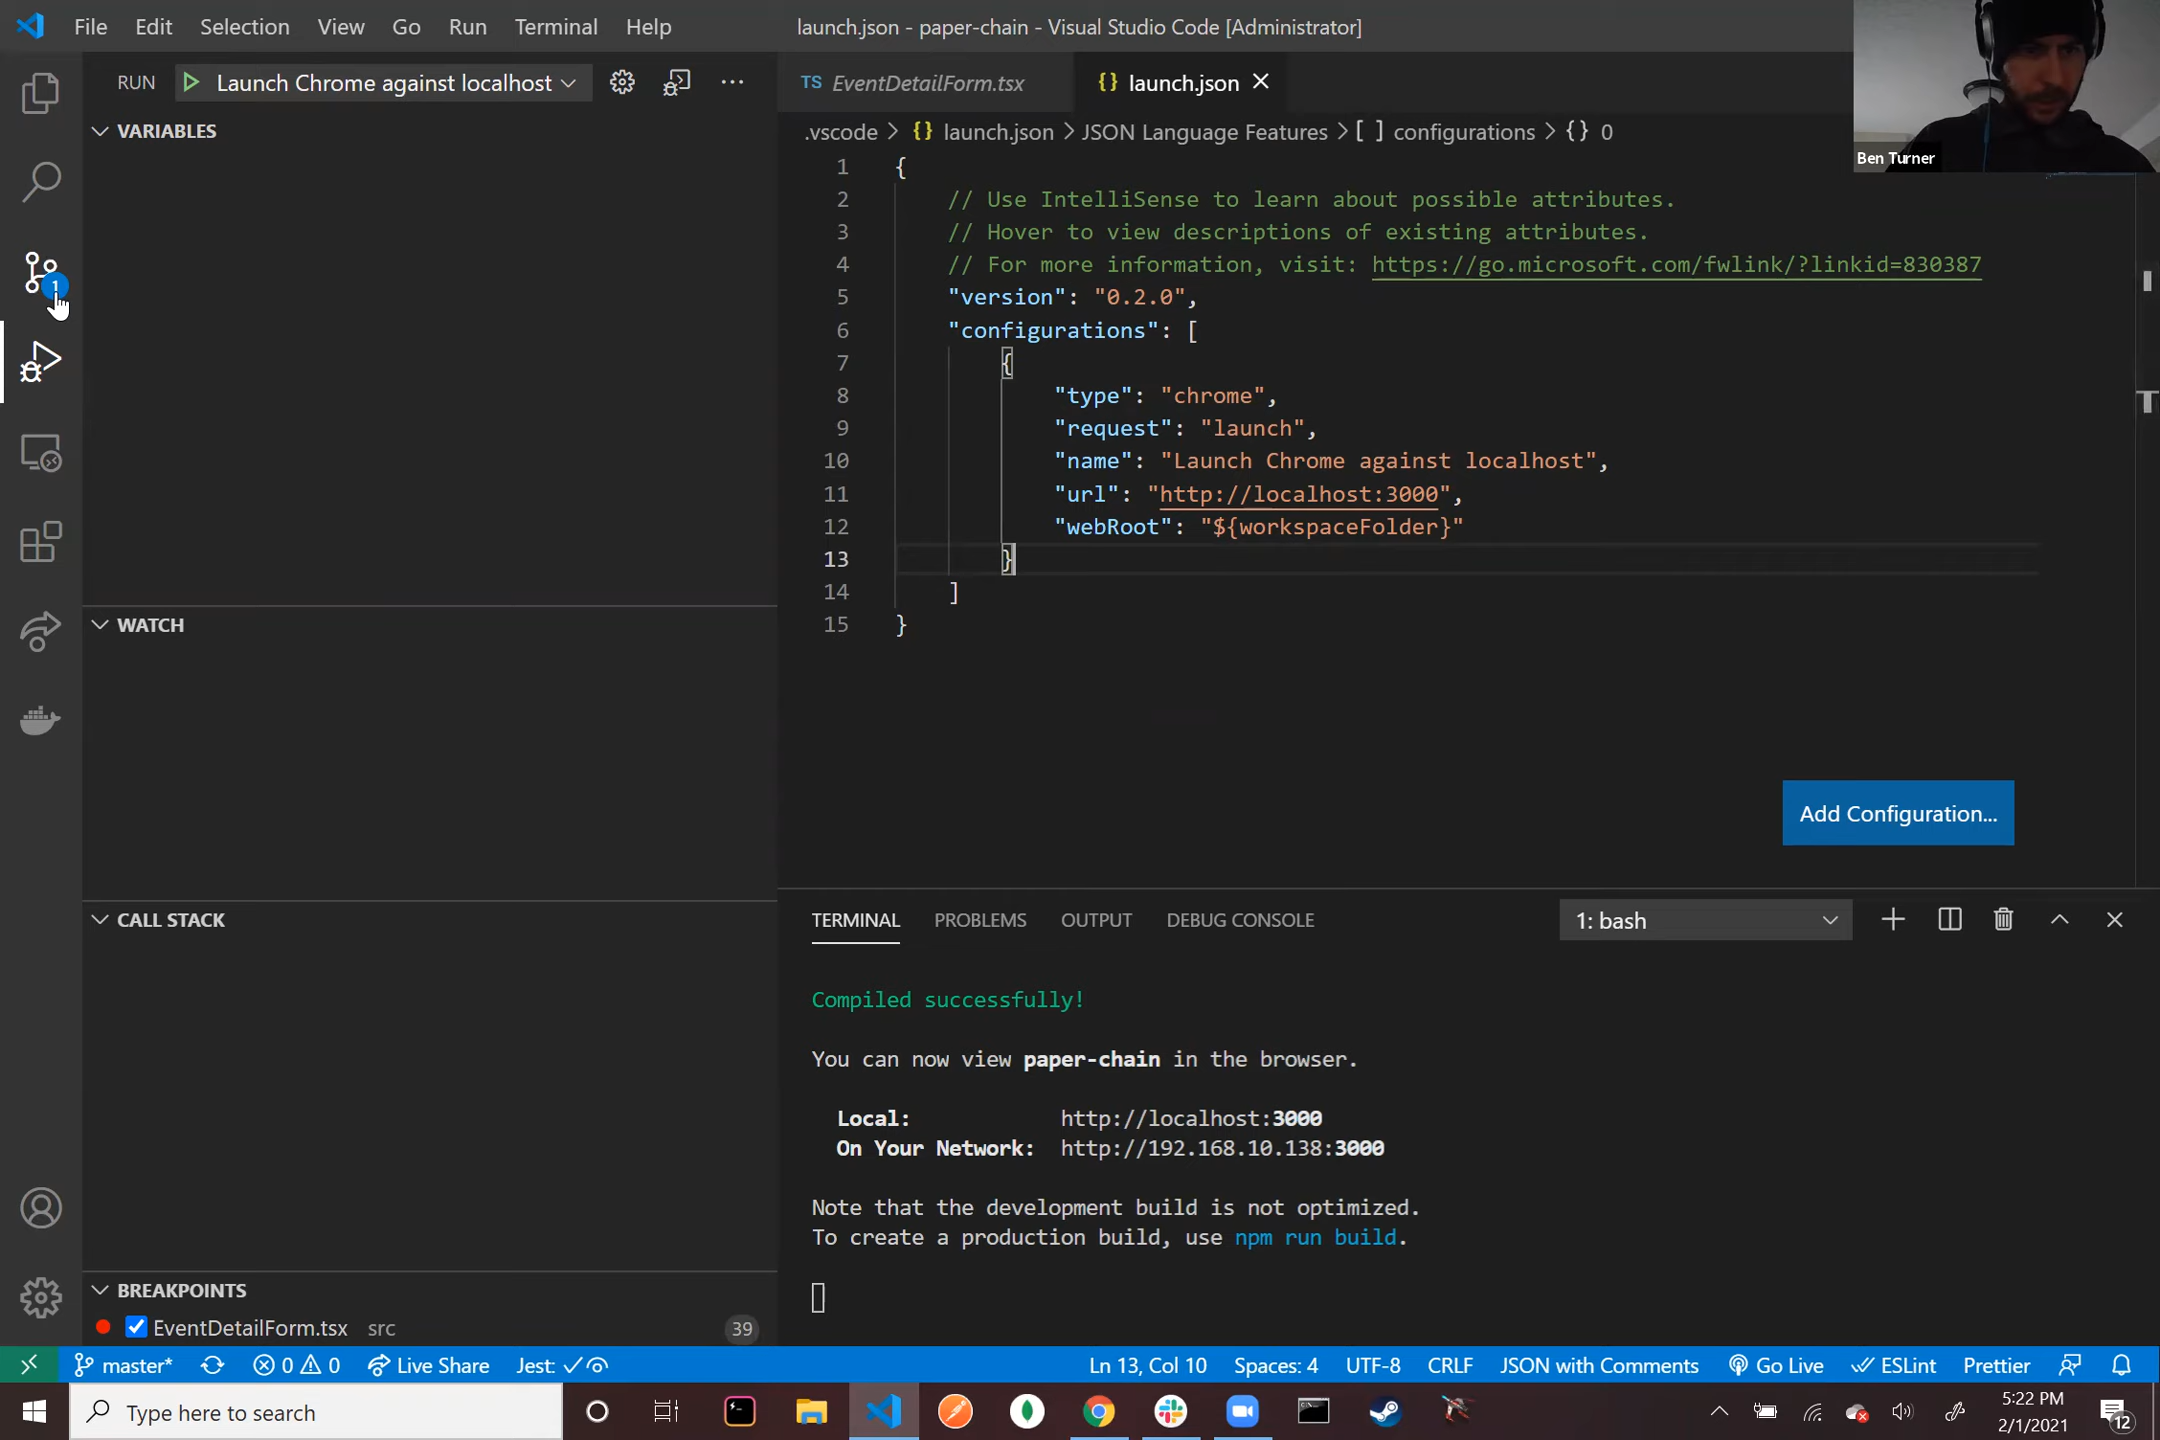 File Edit Selection View Go Run Terminal Help
launch.json - paper-chain - Visual Studio Code [Administrator]
RUN Launch Chrome against localhost
VARIABLES
1
WATCH
CALL STACK
BREAKPOINTS
EventDetailForm.tsx src 39
TS EventDetailForm.tsx
{} launch.json
.vscode > {} launch.json > JSON Language Features > [ ] configurations > {} 0
Ben Turner
1 {
2 // Use IntelliSense to learn about possible attributes.
3 // Hover to view descriptions of existing attributes.
4 // For more information, visit: https://go.microsoft.com/fwlink/?linkid=830387
5 "version": "0.2.0",
6 "configurations": [
7 {
8 "type": "chrome",
9 "request": "launch",
10 "name": "Launch Chrome against localhost",
11 "url": "http://localhost:3000",
12 "webRoot": "${workspaceFolder}"
13 }
14 ]
15 }
Add Configuration...
TERMINAL PROBLEMS OUTPUT DEBUG CONSOLE 1: bash
Compiled successfully!
You can now view paper-chain in the browser.
Local: http://localhost:3000
On Your Network: http://192.168.10.138:3000
Note that the development build is not optimized.
To create a production build, use npm run build.
master* 0 0 Live Share Jest: Ln 13, Col 10 Spaces: 4 UTF-8 CRLF JSON with Comments Go Live ESLint Prettier
Type here to search
5:22 PM
2/1/2021
12